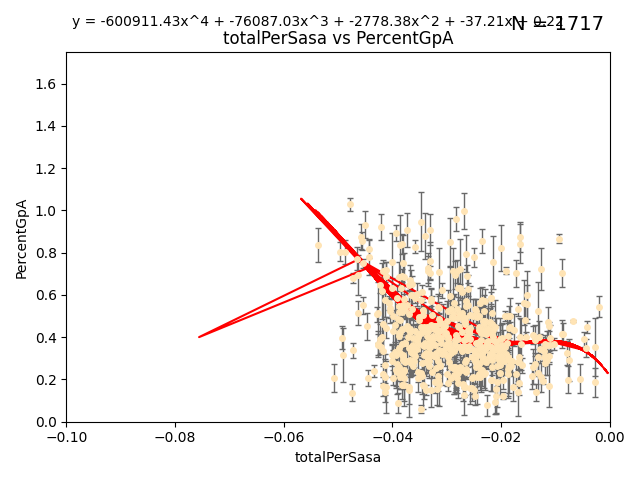 y = -600911.43x^4 + -76087.03x^3 + -2778.38x^2 + -37.21x + 0.22
N = 1717
totalPerSasa vs PercentGpA
PercentGpA
1.6
1.4
1.2
1.0
0.8
0.6
0.4
0.2
0.0
−0.10 −0.08 −0.06 −0.04 −0.02 0.00
totalPerSasa